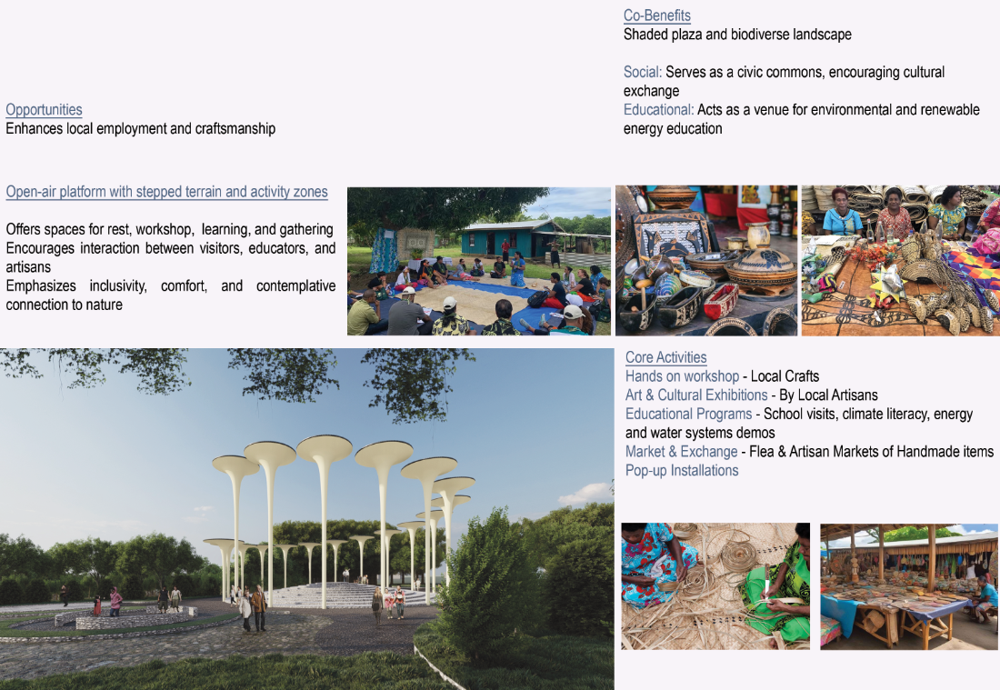 Co-Benefits
Shaded plaza and biodiverse landscape
Social: Serves as a civic commons, encouraging cultural
exchange
Educational: Acts as a venue for environmental and renewable
energy education
Opportunities
Enhances local employment and craftsmanship
Open-air platform with stepped terrain and activity zones
Offers spaces for rest, workshop, learning, and gathering
Encourages interaction between visitors, educators, and
artisans
Emphasizes inclusivity, comfort, and contemplative
connection to nature
Core Activities
Hands on workshop - Local Crafts
Art & Cultural Exhibitions - By Local Artisans
Educational Programs - School visits, climate literacy, energy
and water systems demos
Market & Exchange - Flea & Artisan Markets of Handmade items
Pop-up Installations